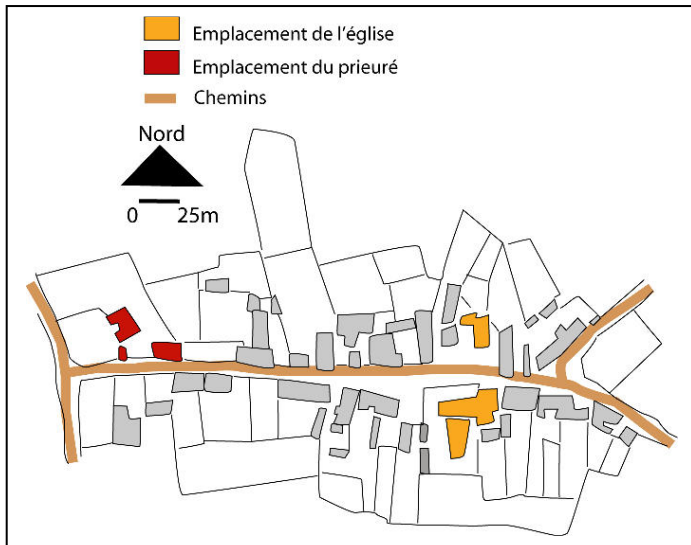 Emplacement de l'église
Emplacement du prieuré
Chemins
Nord
0 25m